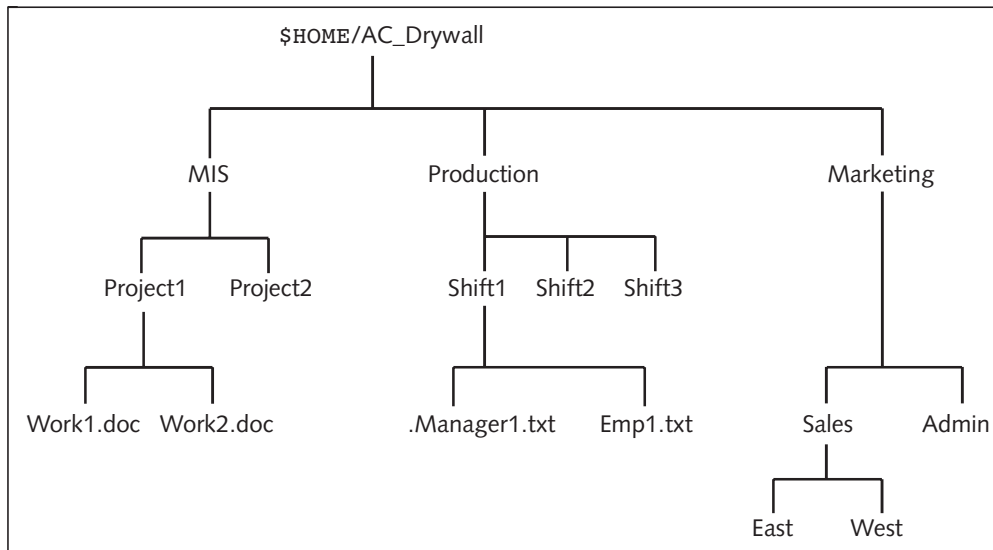 $HOME/AC_Drywall
MIS Production Marketing
Project1 Project2 Shift1 Shift2 Shift3
Work1.doc Work2.doc .Manager1.txt Emp1.txt Sales Admin
East West